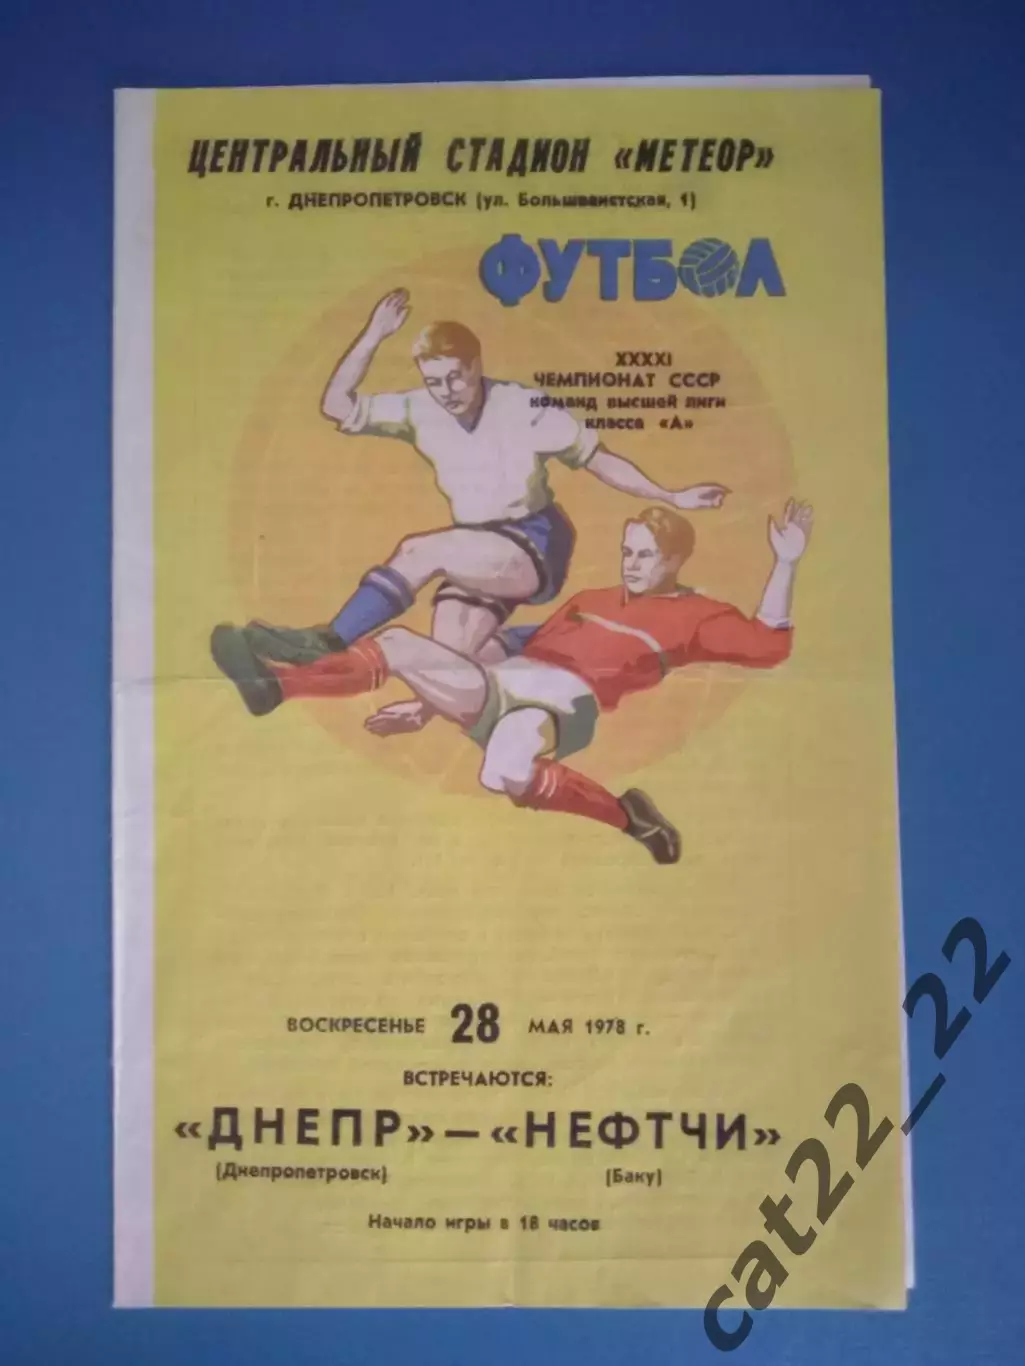 ЦЕНТРАЛЬНЫЙ СТАДИОН «МЕТЕОР»
г. ДНЕПРОПЕТРОВСК (ул. Большевистская, 1)
ФУТБОЛ
XXXXI
ЧЕМПИОНАТ СССР
команд высшей лиги
класса «А»
ВОСКРЕСЕНЬЕ 28 МАЯ 1978 г.
ВСТРЕЧАЮТСЯ:
«ДНЕПР» — «НЕФТЧИ»
(Днепропетровск) (Баку)
Начало игры в 18 часов
cat22_22